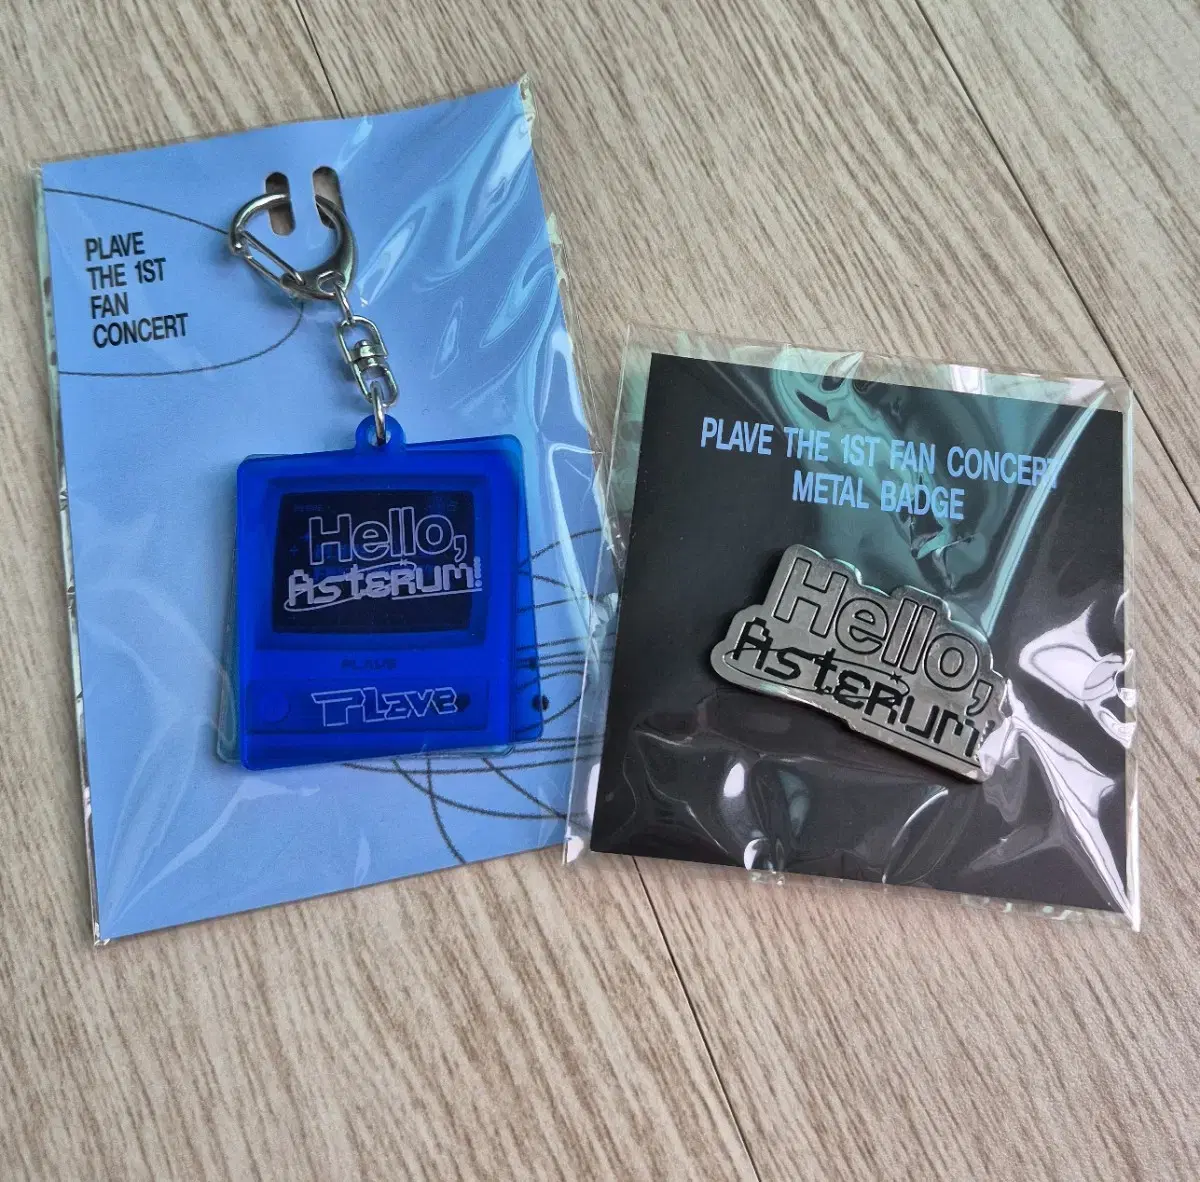 PLAVE
THE 1ST
FAN
CONCERT
Hello,
Asterum!
PLAVE
PLAVE
PLAVE THE 1ST FAN CONCERT
METAL BADGE
Hello,
Asterum